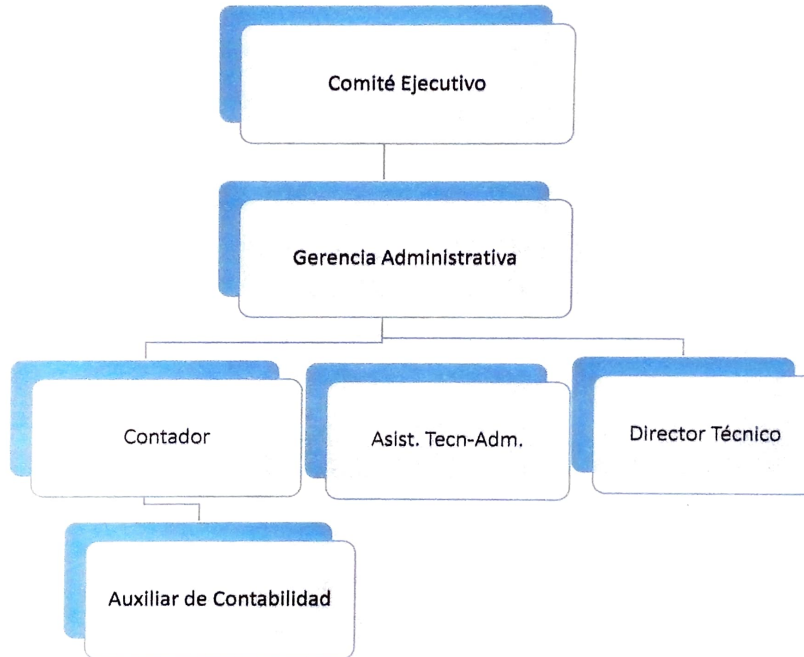 Comité Ejecutivo
Gerencia Administrativa
Contador
Asist. Tecn-Adm.
Director Técnico
Auxiliar de Contabilidad